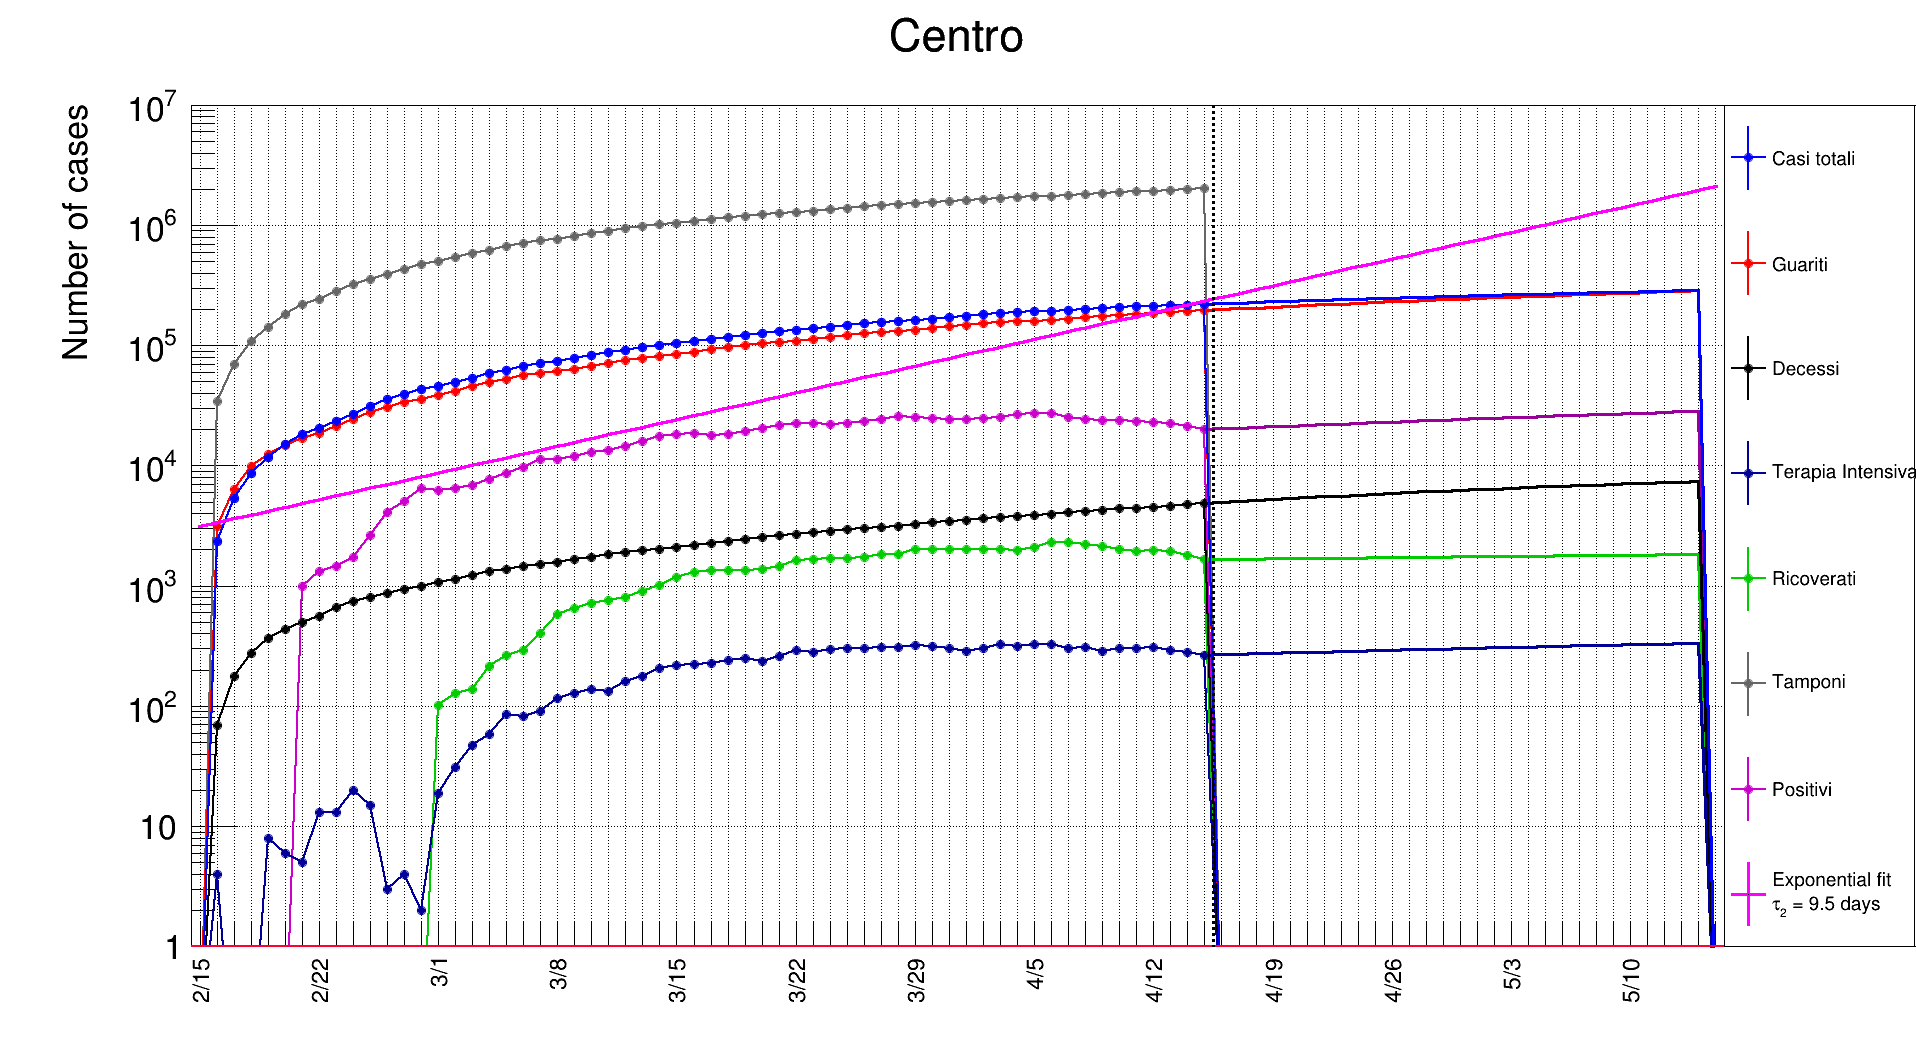 Centro
Number of cases
10^7
10^6
10^5
10^4
10^3
10^2
10
1
2/15
2/22
3/1
3/8
3/15
3/22
3/29
4/5
4/12
4/19
4/26
5/3
5/10
Casi totali
Guariti
Decessi
Terapia Intensiva
Ricoverati
Tamponi
Positivi
Exponential fit
τ_2 = 9.5 days